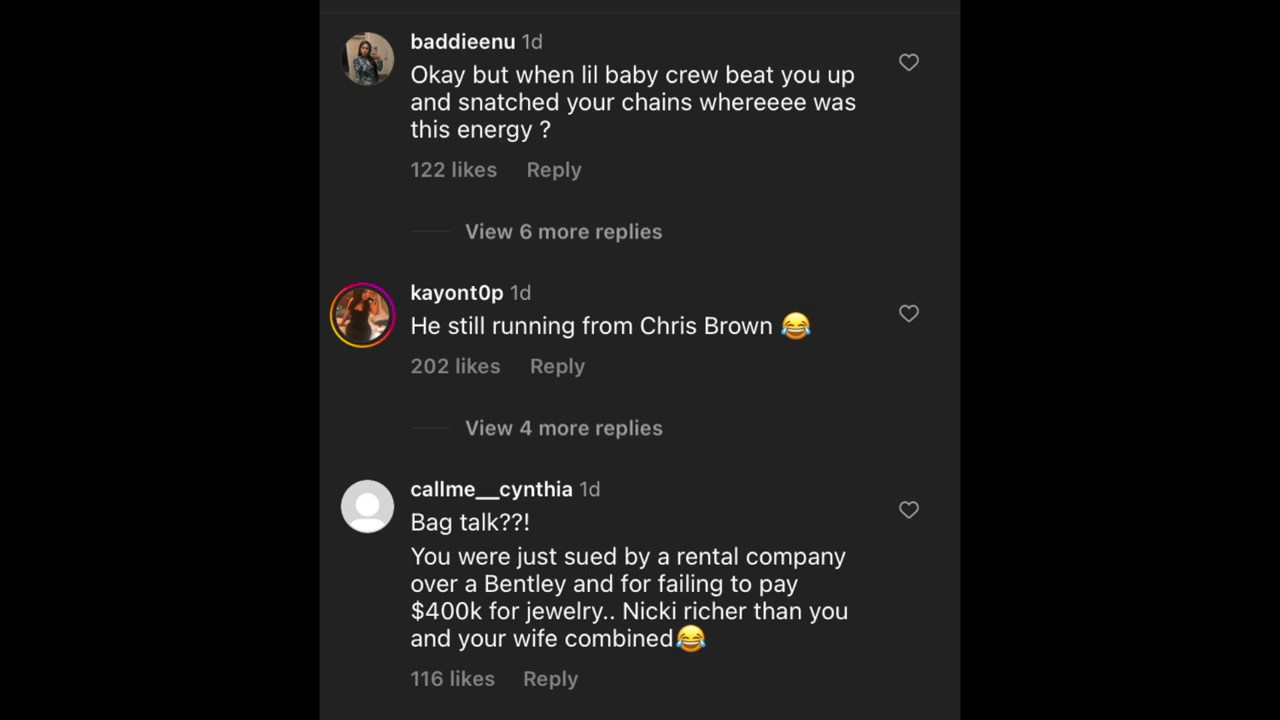 baddieenu 1d
Okay but when lil baby crew beat you up
and snatched your chains whereeee was
this energy ?
122 likes Reply
View 6 more replies
kayont0p 1d
He still running from Chris Brown 😂
202 likes Reply
View 4 more replies
callme__cynthia 1d
Bag talk??!
You were just sued by a rental company
over a Bentley and for failing to pay
$400k for jewelry.. Nicki richer than you
and your wife combined😂
116 likes Reply